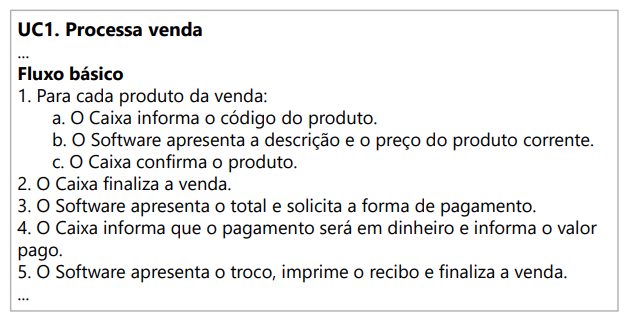 UC1. Processa venda
...
Fluxo básico
1. Para cada produto da venda:
a. O Caixa informa o código do produto.
b. O Software apresenta a descrição e o preço do produto corrente.
c. O Caixa confirma o produto.
2. O Caixa finaliza a venda.
3. O Software apresenta o total e solicita a forma de pagamento.
4. O Caixa informa que o pagamento será em dinheiro e informa o valor
pago.
5. O Software apresenta o troco, imprime o recibo e finaliza a venda.
...